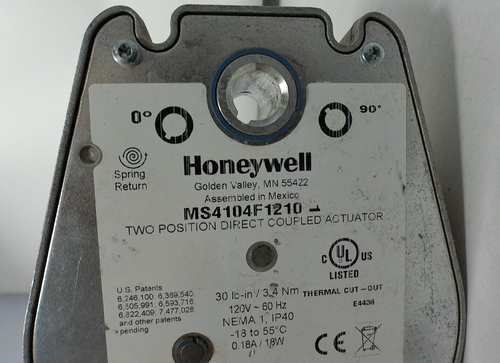 0° 90°
Spring
Return
Honeywell
Golden Valley, MN 55422
Assembled in Mexico
MS4104F1210
TWO POSITION DIRECT COUPLED ACTUATOR
C UL US
LISTED
U.S. Patents
6,246,100 6,369,540
6,505,991 6,593,718
6,822,409 7,477,028
and other patents
pending
30 lb-in / 3,4 Nm
120V ~ 60 Hz
NEMA 1, IP40
-18 to 55°C
0.18A / 18W
THERMAL CUT-OUT
E4436
CE